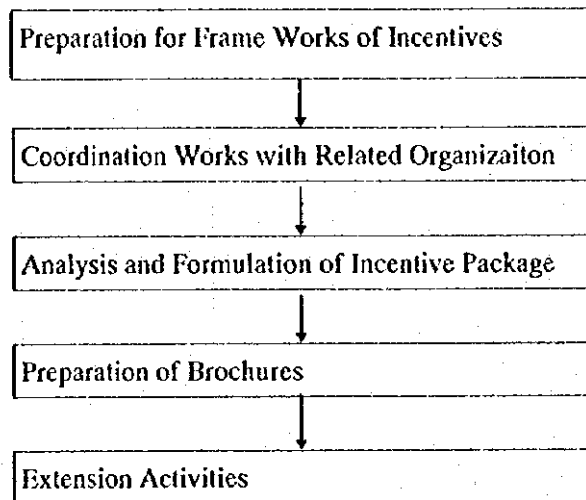 Preparation for Frame Works of Incentives
Coordination Works with Related Organizaiton
Analysis and Formulation of Incentive Package
Preparation of Brochures
Extension Activities